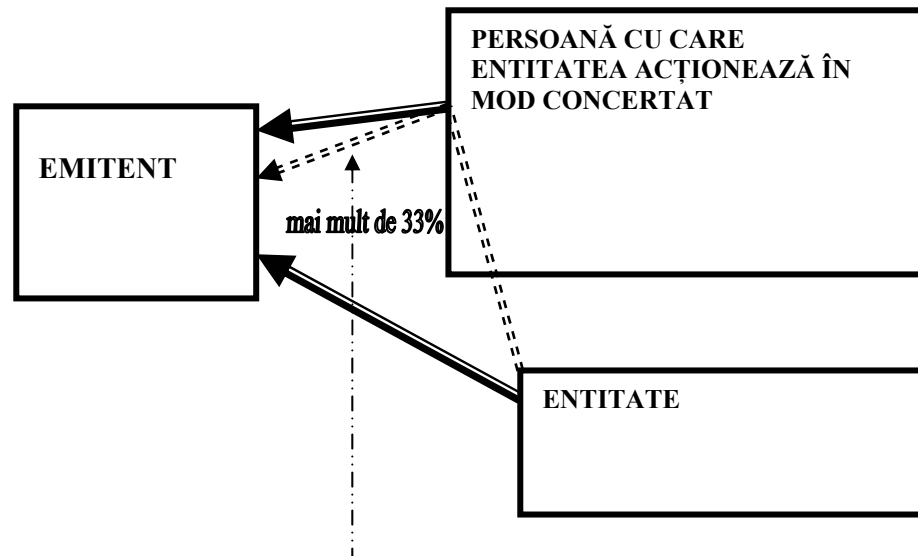 PERSOANĂ CU CARE
ENTITATEA ACȚIONEAZĂ ÎN
MOD CONCERTAT
EMITENT
mai mult de 33%
ENTITATE